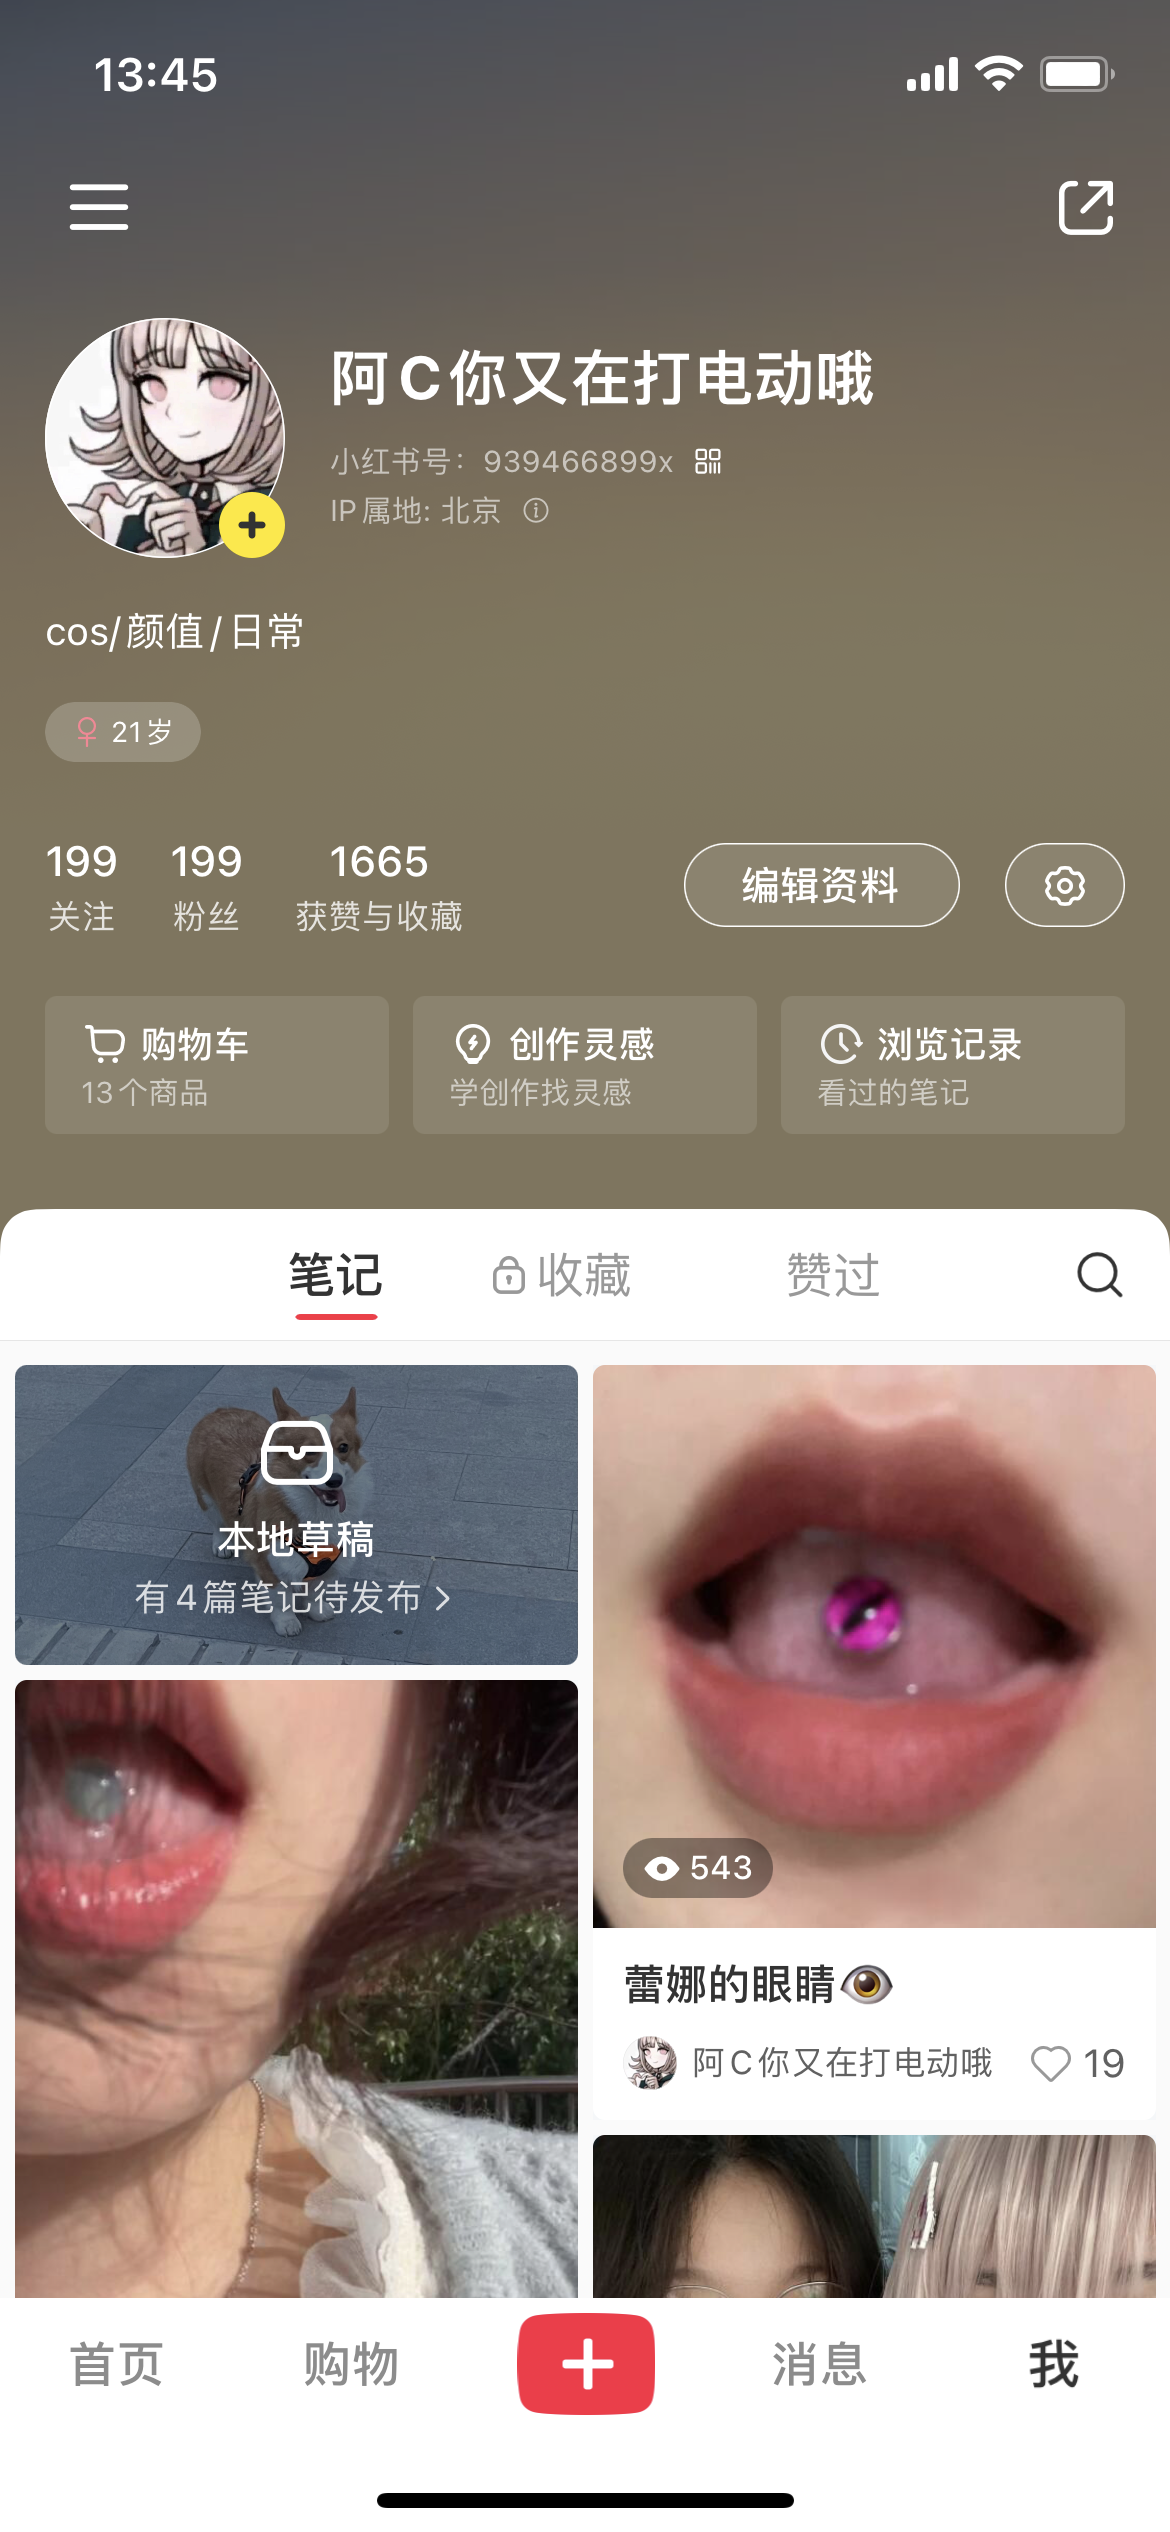 13:45
阿C你又在打电动哦
小红书号：939466899x
IP属地: 北京
cos/颜值/日常
21岁
199 199 1665
关注 粉丝 获赞与收藏
编辑资料
购物车 创作灵感 浏览记录
13个商品 学创作找灵感 看过的笔记
笔记 收藏 赞过
本地草稿
有4篇笔记待发布
543
蕾娜的眼睛👁️
阿C你又在打电动哦 19
首页 购物 消息 我